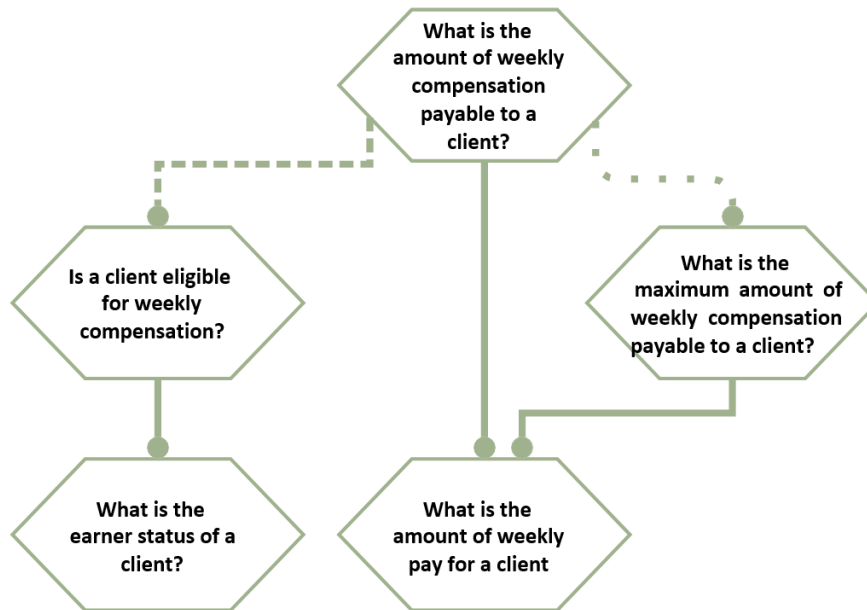 What is the
amount of weekly
compensation
payable to a
client?
Is a client eligible
for weekly
compensation?
What is the
maximum amount of
weekly compensation
payable to a client?
What is the
earner status of a
client?
What is the
amount of weekly
pay for a client